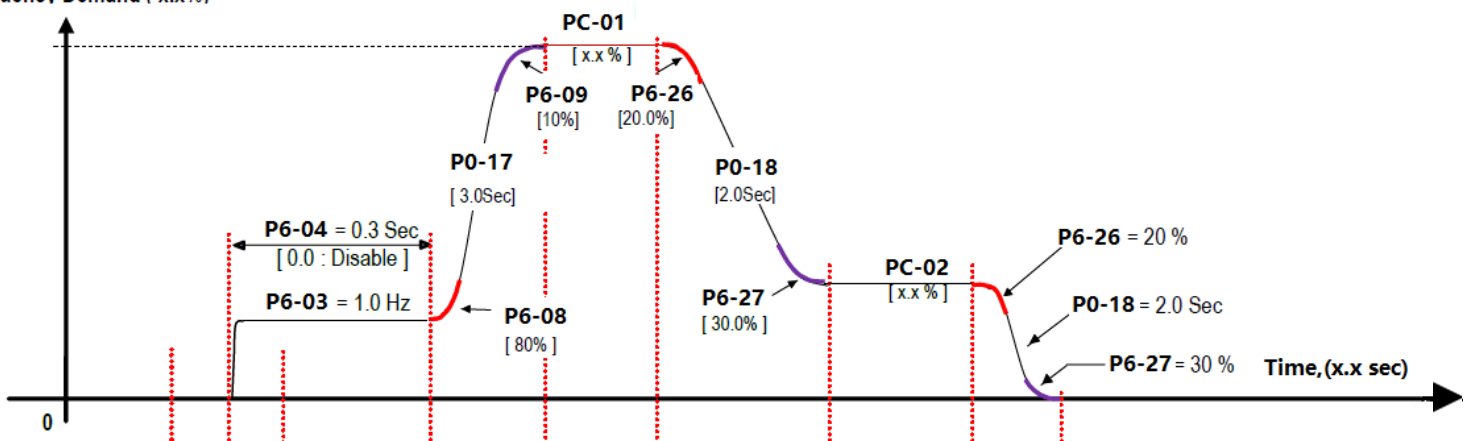 Demand ( x.x %)
PC-01
[ x.x % ]
P6-09
[10%]
P6-26
[20.0%]
P0-17
[ 3.0Sec]
P0-18
[2.0Sec]
P6-04 = 0.3 Sec
[ 0.0 : Disable ]
P6-03 = 1.0 Hz
P6-08
[ 80% ]
P6-27
[ 30.0% ]
PC-02
[ x.x % ]
P6-26 = 20 %
P0-18 = 2.0 Sec
P6-27 = 30 %
Time,(x.x sec)
0